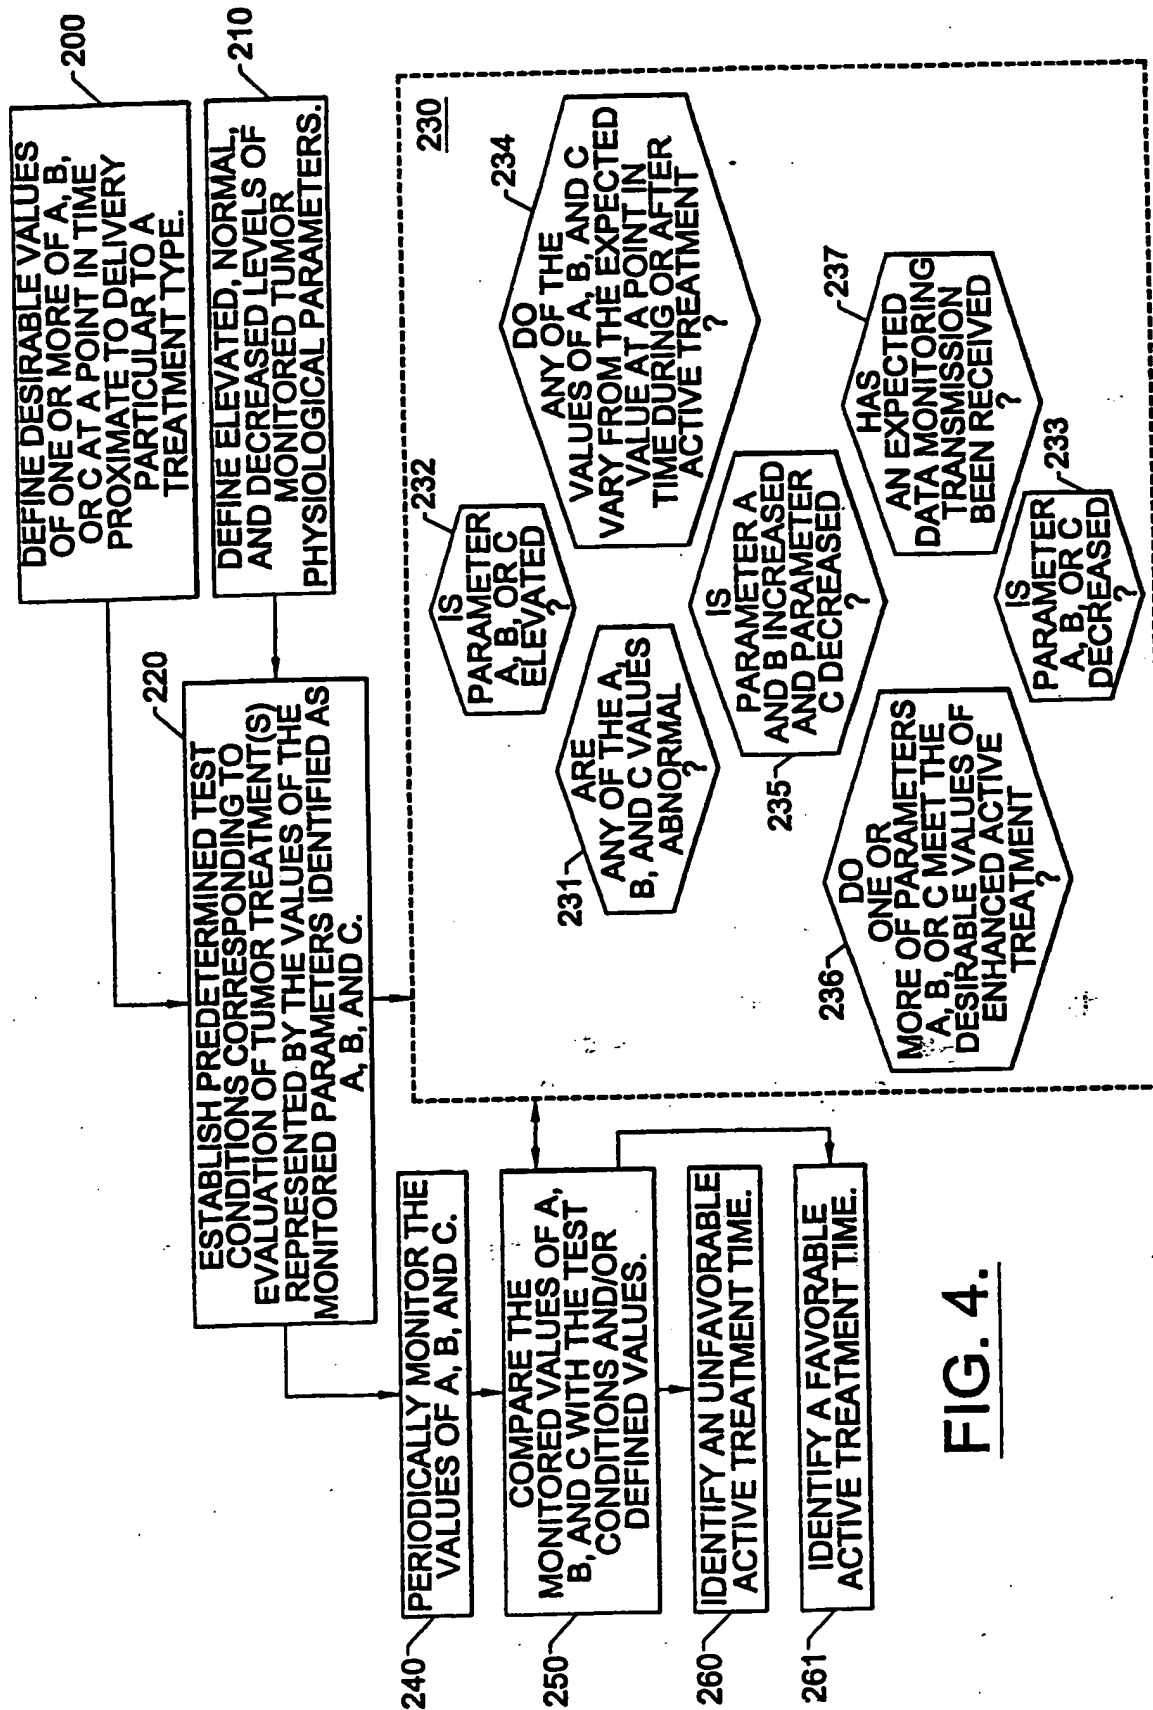 200
DEFINE DESIRABLE VALUES
OF ONE OR MORE OF A, B,
OR C AT A POINT IN TIME
PROXIMATE TO DELIVERY
PARTICULAR TO A
TREATMENT TYPE.
210
DEFINE ELEVATED, NORMAL,
AND DECREASED LEVELS OF
MONITORED TUMOR
PHYSIOLOGICAL PARAMETERS.
220
ESTABLISH PREDETERMINED TEST
CONDITIONS CORRESPONDING TO
EVALUATION OF TUMOR TREATMENT(S)
REPRESENTED BY THE VALUES OF THE
MONITORED PARAMETERS IDENTIFIED AS
A, B, AND C.
230
231
ARE
ANY OF THE A,
B, AND C VALUES
ABNORMAL
?
232
IS
PARAMETER
A, B, OR C
ELEVATED
?
234
DO
ANY OF THE
VALUES OF A, B, AND C
VARY FROM THE EXPECTED
VALUE AT A POINT IN
TIME DURING OR AFTER
ACTIVE TREATMENT
?
235
IS
PARAMETER A
AND B INCREASED
AND PARAMETER
C DECREASED
?
236
DO
ONE OR
MORE OF PARAMETERS
A, B, OR C MEET THE
DESIRABLE VALUES OF
ENHANCED ACTIVE
TREATMENT
?
237
HAS
AN EXPECTED
DATA MONITORING
TRANSMISSION
BEEN RECEIVED
?
233
IS
PARAMETER
A, B, OR C
DECREASED
?
240
PERIODICALLY MONITOR THE
VALUES OF A, B, AND C.
250
COMPARE THE
MONITORED VALUES OF A,
B, AND C WITH THE TEST
CONDITIONS AND/OR
DEFINED VALUES.
260
IDENTIFY AN UNFAVORABLE
ACTIVE TREATMENT TIME.
261
IDENTIFY A FAVORABLE
ACTIVE TREATMENT TIME.
FIG. 4.